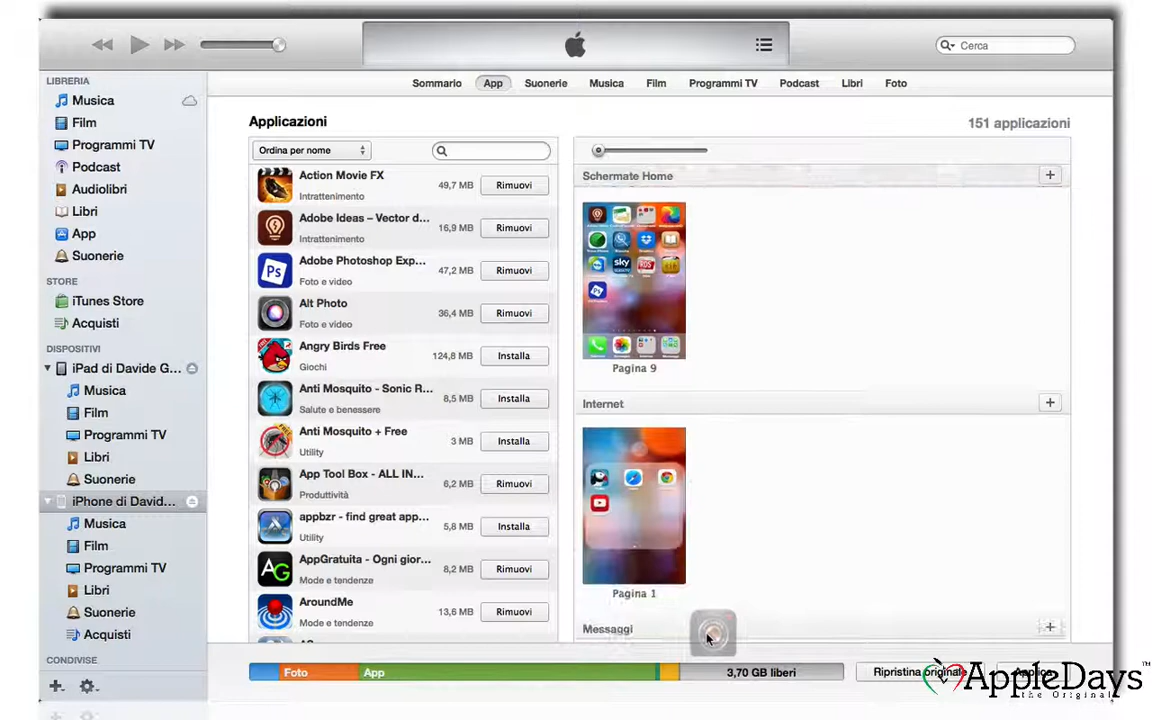 Cerca
LIBRERIA
Musica
Film
Programmi TV
Podcast
Audiolibri
Libri
App
Suonerie
STORE
iTunes Store
Acquisti
DISPOSITIVI
iPad di Davide G...
Musica
Film
Programmi TV
Libri
Suonerie
iPhone di David...
Musica
Film
Programmi TV
Libri
Suonerie
Acquisti
CONDIVISE
Sommario App Suonerie Musica Film Programmi TV Podcast Libri Foto
Applicazioni
151 applicazioni
Ordina per nome
Action Movie FX
Intrattenimento
49,7 MB Rimuovi
Adobe Ideas – Vector d...
Intrattenimento
16,9 MB Rimuovi
Adobe Photoshop Exp...
Foto e video
47,2 MB Rimuovi
Alt Photo
Foto e video
36,4 MB Rimuovi
Angry Birds Free
Giochi
124,8 MB Installa
Anti Mosquito - Sonic R...
Salute e benessere
8,5 MB Installa
Anti Mosquito + Free
Utility
3 MB Installa
App Tool Box - ALL IN...
Produttività
6,2 MB Rimuovi
appbzr - find great app...
Utility
5,8 MB Installa
AppGratuita - Ogni gior...
Mode e tendenze
8,2 MB Rimuovi
AroundMe
Mode e tendenze
13,6 MB Rimuovi
Schermate Home
sky
Pagina 9
Internet
Pagina 1
Messaggi
Foto App 3,70 GB liberi
Ripristina originale
Applica
AppleDays™
the Original